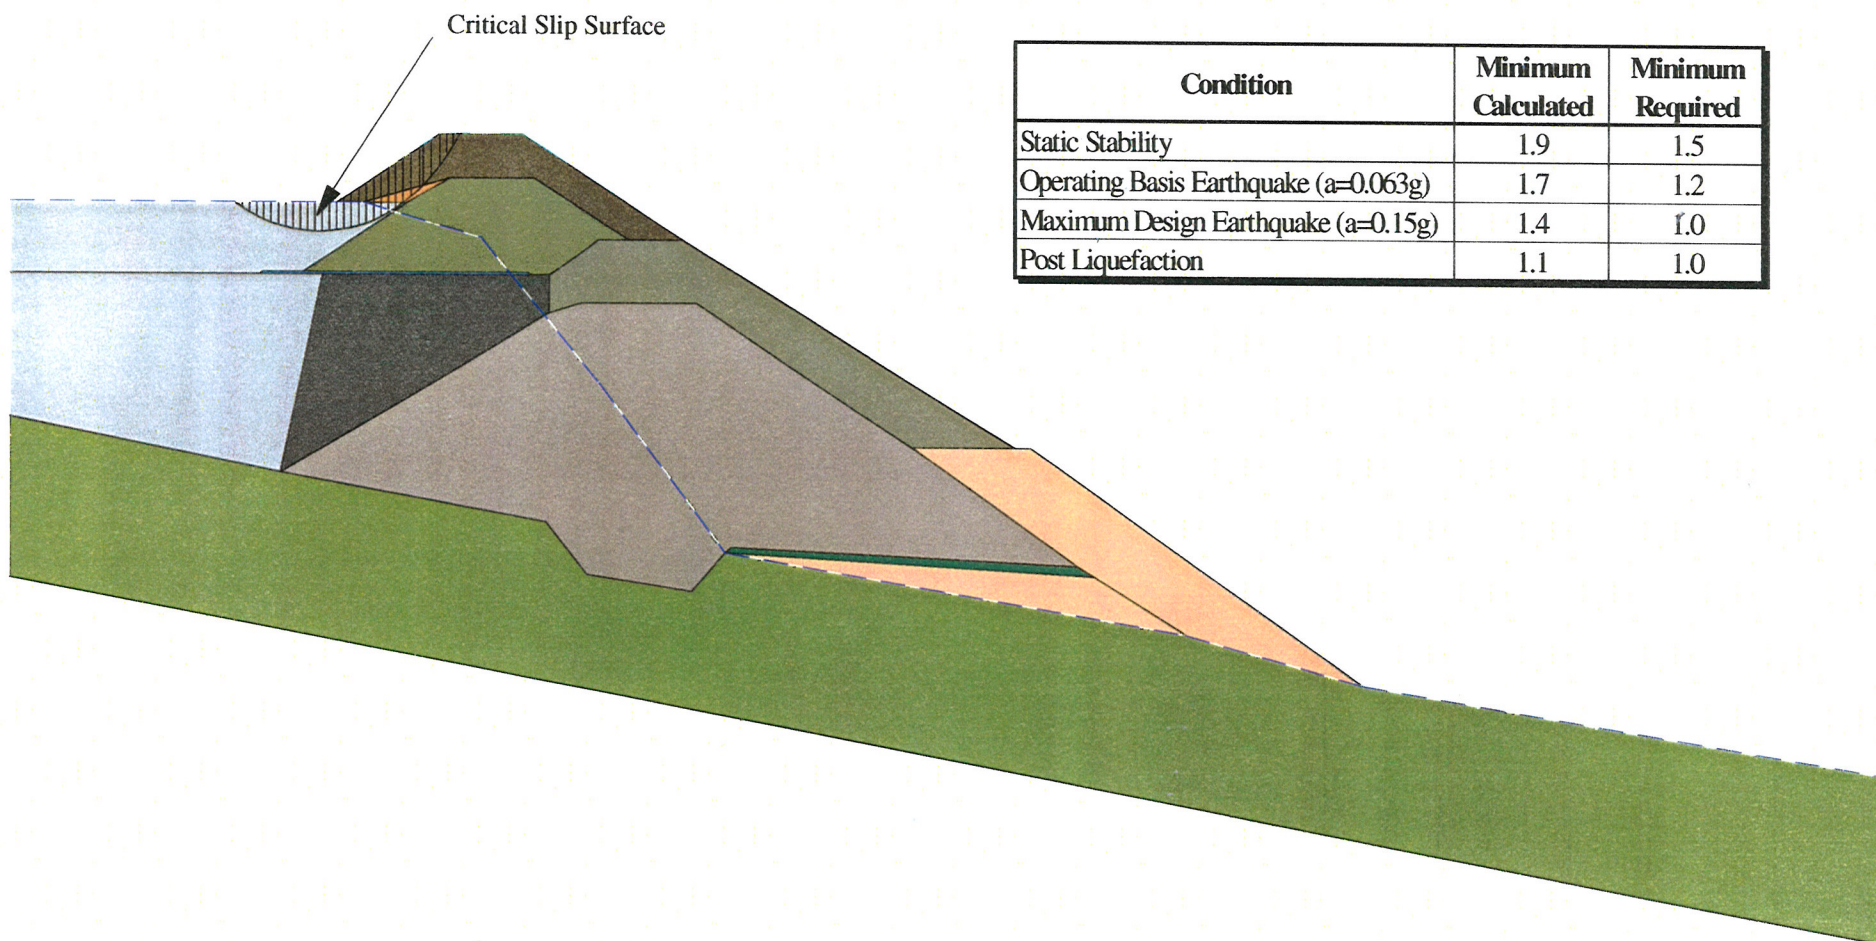 Critical Slip Surface
Condition
Minimum
Calculated
Minimum
Required
Static Stability 1.9 1.5
Operating Basis Earthquake (a=0.063g) 1.7 1.2
Maximum Design Earthquake (a=0.15g) 1.4 1.0
Post Liquefaction 1.1 1.0